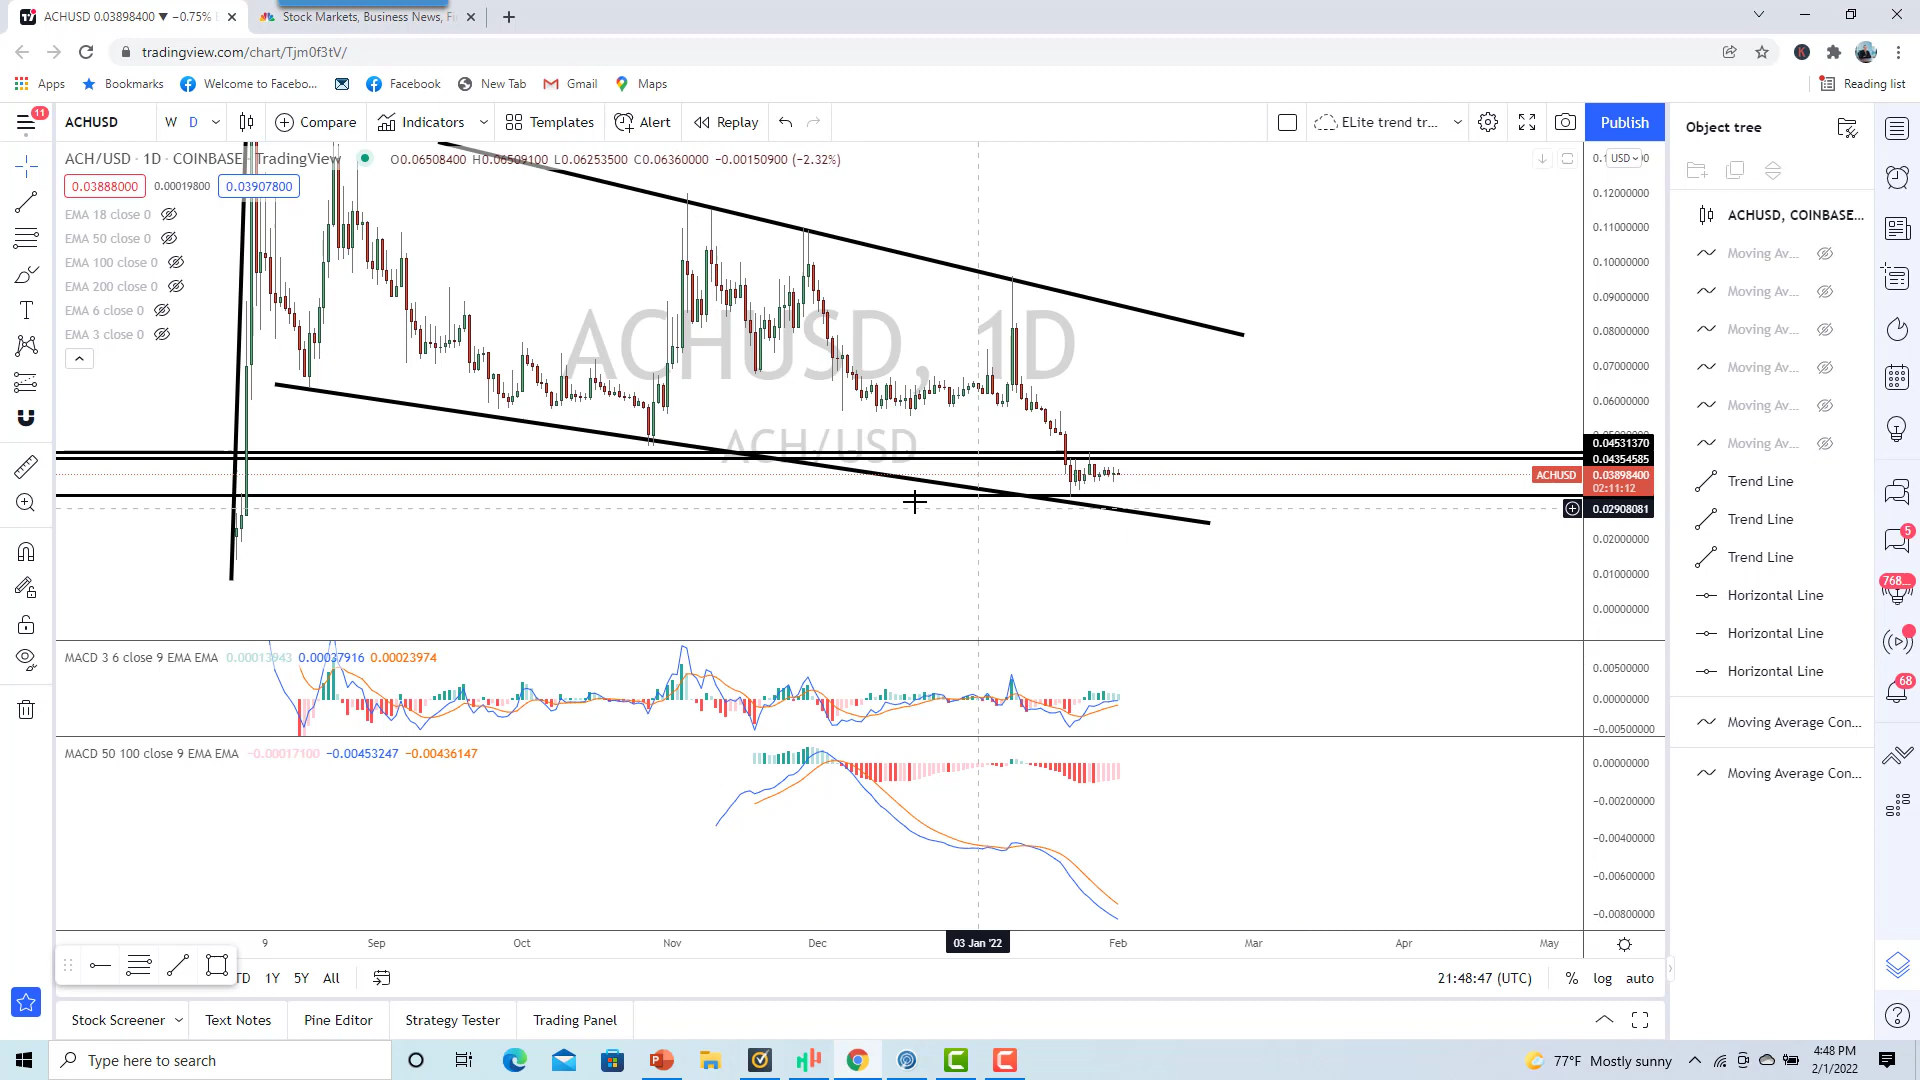 ACHUSD 0.03898400 ▼ −0.75%
Stock Markets, Business News, Fi
tradingview.com/chart/Tjm0f3tV/
Apps
Bookmarks
Welcome to Facebo...
Facebook
New Tab
Gmail
Maps
Reading list
11
ACHUSD
W
D
Compare
Indicators
Templates
Alert
Replay
ELite trend tr...
Publish
ACH/USD · 1D · COINBASE · TradingView
O0.06508400 H0.06509100 L0.06253500 C0.06360000 −0.00150900 (−2.32%)
0.03888000
0.00019800
0.03907800
EMA 18 close 0
EMA 50 close 0
EMA 100 close 0
EMA 200 close 0
EMA 6 close 0
EMA 3 close 0
ACHUSD, 1D
ACH/USD
USD
0.12000000
0.11000000
0.10000000
0.09000000
0.08000000
0.07000000
0.06000000
0.04531370
0.04354585
ACHUSD
0.03898400
02:11:12
0.02908081
0.02000000
0.01000000
0.00000000
MACD 3 6 close 9 EMA EMA 0.00013943 0.00037916 0.00023974
0.00500000
0.00000000
−0.00500000
MACD 50 100 close 9 EMA EMA −0.00017100 −0.00453247 −0.00436147
0.00000000
−0.00200000
−0.00400000
−0.00600000
−0.00800000
9
Sep
Oct
Nov
Dec
03 Jan '22
Feb
Mar
Apr
May
TD
1Y
5Y
All
21:48:47 (UTC)
%
log
auto
Stock Screener
Text Notes
Pine Editor
Strategy Tester
Trading Panel
Object tree
ACHUSD, COINBASE...
Moving Av...
Moving Av...
Moving Av...
Moving Av...
Moving Av...
Moving Av...
Trend Line
Trend Line
Trend Line
Horizontal Line
Horizontal Line
Horizontal Line
Moving Average Con...
Moving Average Con...
5
68
Type here to search
77°F Mostly sunny
4:48 PM
2/1/2022